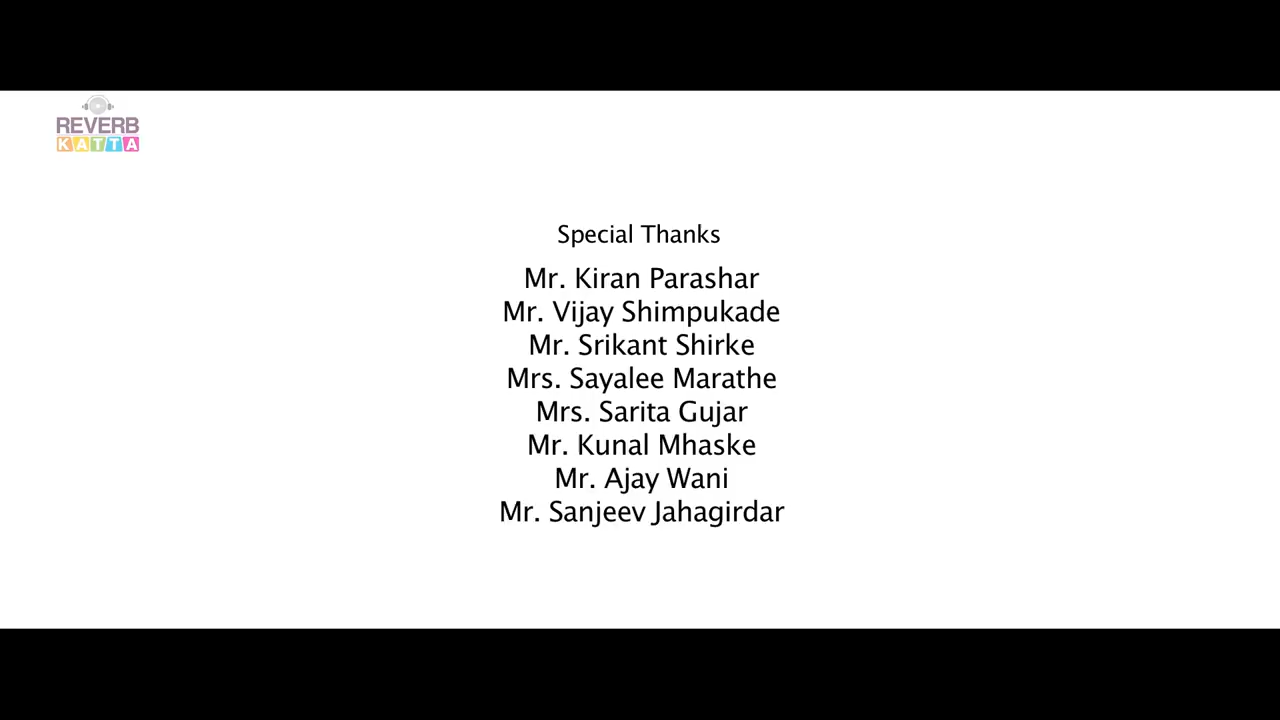 REVERB
KATTA
Special Thanks
Mr. Kiran Parashar
Mr. Vijay Shimpukade
Mr. Srikant Shirke
Mrs. Sayalee Marathe
Mrs. Sarita Gujar
Mr. Kunal Mhaske
Mr. Ajay Wani
Mr. Sanjeev Jahagirdar